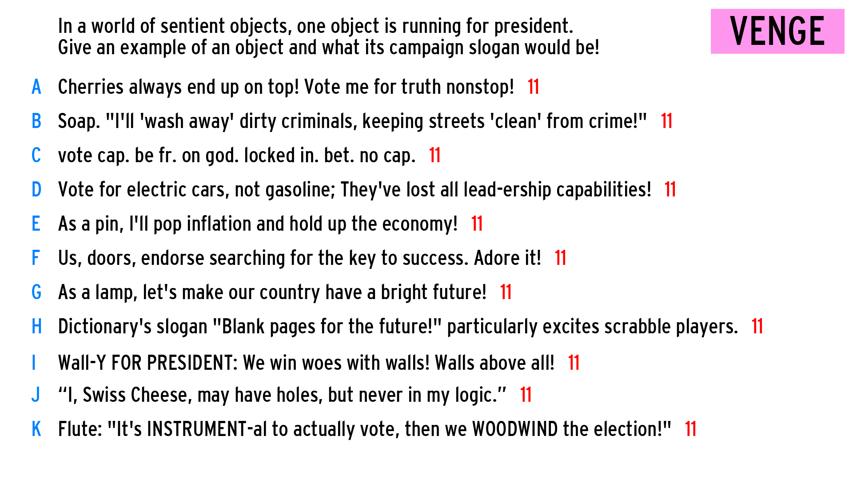 In a world of sentient objects, one object is running for president.
Give an example of an object and what its campaign slogan would be!
VENGE
A Cherries always end up on top! Vote me for truth nonstop! 11
B Soap. "I'll 'wash away' dirty criminals, keeping streets 'clean' from crime!" 11
C vote cap. be fr. on god. locked in. bet. no cap. 11
D Vote for electric cars, not gasoline; They've lost all lead-ership capabilities! 11
E As a pin, I'll pop inflation and hold up the economy! 11
F Us, doors, endorse searching for the key to success. Adore it! 11
G As a lamp, let's make our country have a bright future! 11
H Dictionary's slogan "Blank pages for the future!" particularly excites scrabble players. 11
I Wall-Y FOR PRESIDENT: We win woes with walls! Walls above all! 11
J “I, Swiss Cheese, may have holes, but never in my logic.” 11
K Flute: "It's INSTRUMENT-al to actually vote, then we WOODWIND the election!" 11